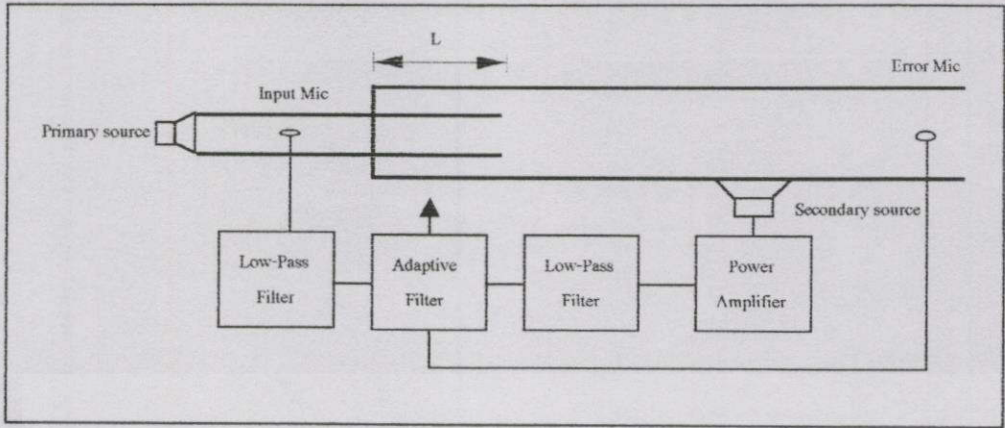 L
Error Mic
Input Mic
Primary source
Secondary source
Low-Pass
Filter
Adaptive
Filter
Low-Pass
Filter
Power
Amplifier